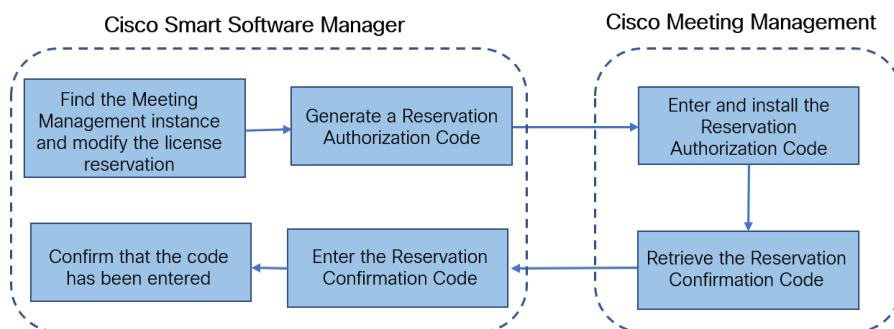 Cisco Smart Software Manager
Cisco Meeting Management
Find the Meeting
Management instance
and modify the license
reservation
Generate a Reservation
Authorization Code
Enter and install the
Reservation
Authorization Code
Retrieve the Reservation
Confirmation Code
Enter the Reservation
Confirmation Code
Confirm that the code
has been entered